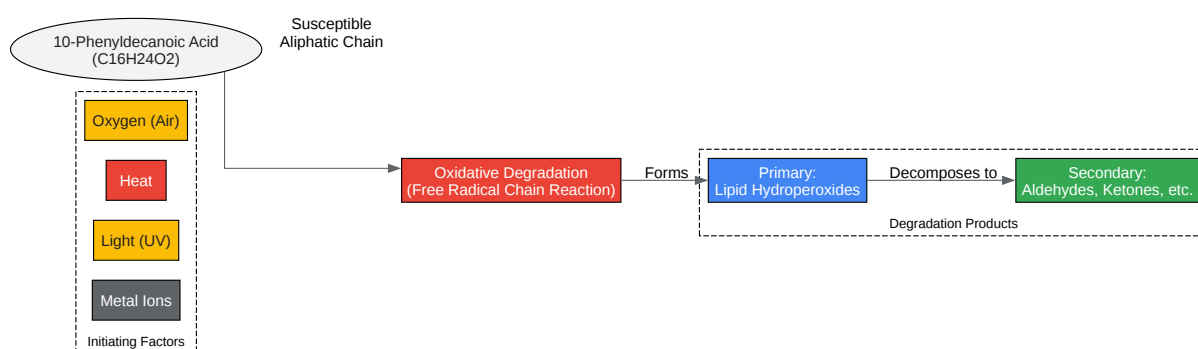 10-Phenyldecanoic Acid
(C16H24O2)
Susceptible
Aliphatic Chain
Oxygen (Air)
Heat
Light (UV)
Metal Ions
Initiating Factors
Oxidative Degradation
(Free Radical Chain Reaction)
Forms
Primary:
Lipid Hydroperoxides
Decomposes to
Secondary:
Aldehydes, Ketones, etc.
Degradation Products